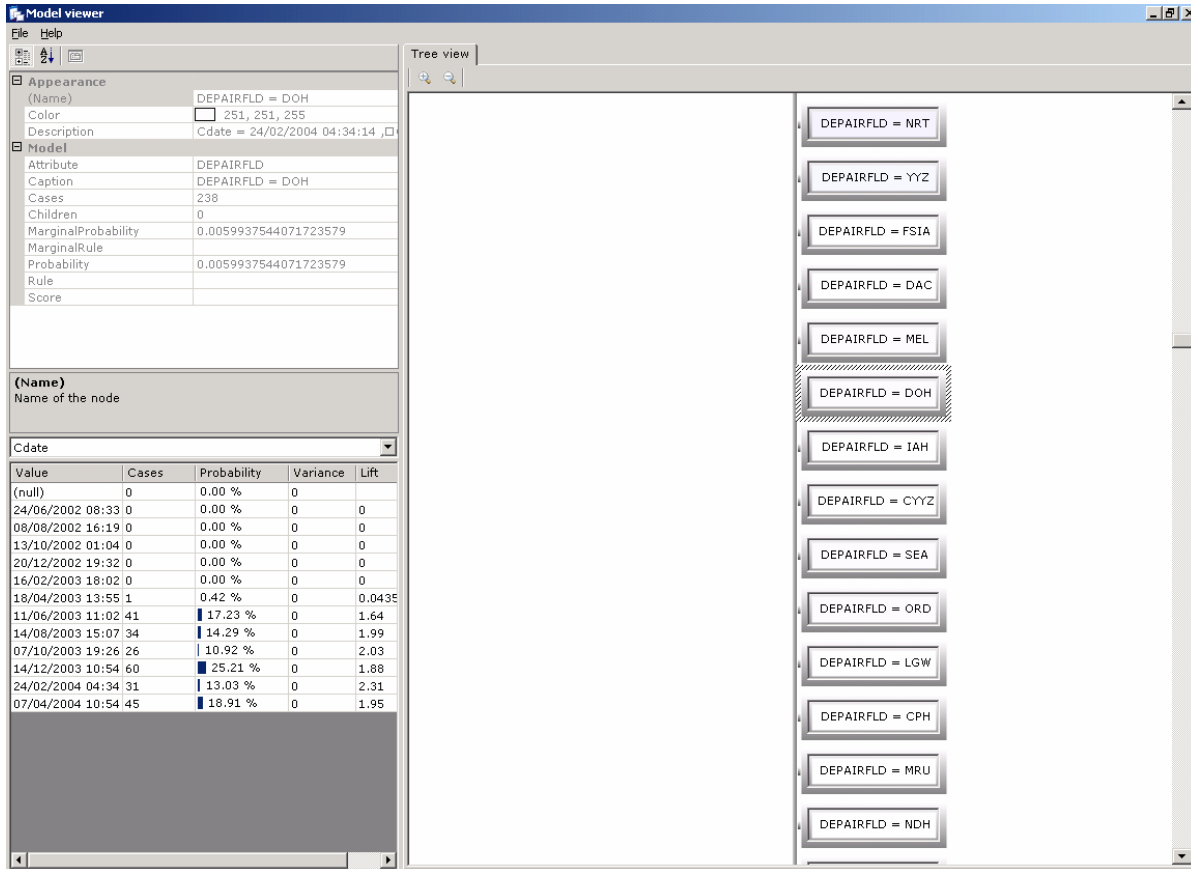 Model viewer
File Help
Appearance
(Name) DEPAIRFLD = DOH
Color 251, 251, 255
Description Cdate = 24/02/2004 04:34:14 ,
Model
Attribute DEPAIRFLD
Caption DEPAIRFLD = DOH
Cases 238
Children 0
MarginalProbability 0.0059937544071723579
MarginalRule
Probability 0.0059937544071723579
Rule
Score
(Name)
Name of the node
Cdate
Value Cases Probability Variance Lift
(null) 0 0.00 % 0
24/06/2002 08:33 0 0.00 % 0 0
08/08/2002 16:19 0 0.00 % 0 0
13/10/2002 01:04 0 0.00 % 0 0
20/12/2002 19:32 0 0.00 % 0 0
16/02/2003 18:02 0 0.00 % 0 0
18/04/2003 13:55 1 0.42 % 0 0.0435
11/06/2003 11:02 41 17.23 % 0 1.64
14/08/2003 15:07 34 14.29 % 0 1.99
07/10/2003 19:26 26 10.92 % 0 2.03
14/12/2003 10:54 60 25.21 % 0 1.88
24/02/2004 04:34 31 13.03 % 0 2.31
07/04/2004 10:54 45 18.91 % 0 1.95
Tree view
DEPAIRFLD = NRT
DEPAIRFLD = YYZ
DEPAIRFLD = FSIA
DEPAIRFLD = DAC
DEPAIRFLD = MEL
DEPAIRFLD = DOH
DEPAIRFLD = IAH
DEPAIRFLD = CYYZ
DEPAIRFLD = SEA
DEPAIRFLD = ORD
DEPAIRFLD = LGW
DEPAIRFLD = CPH
DEPAIRFLD = MRU
DEPAIRFLD = NDH